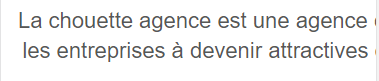 La chouette agence est une agence
les entreprises à devenir attractives